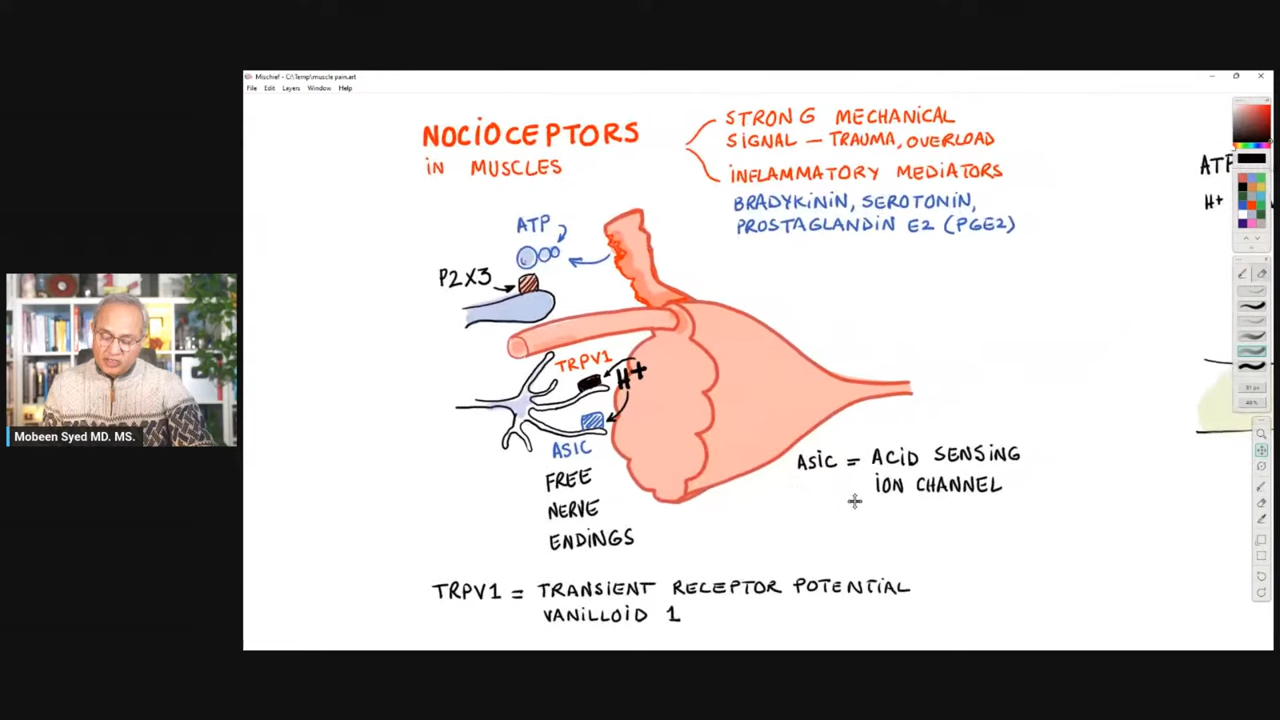 Mischief - C:\Temp\muscle pain.art
File Edit Layers Window Help
NOCIOCEPTORS
IN MUSCLES
STRONG MECHANICAL
SIGNAL — TRAUMA, OVERLOAD
INFLAMMATORY MEDIATORS
BRADYKININ, SEROTONIN,
PROSTAGLANDIN E2 (PGE2)
ATP
H+
ATP
P2X3
TRPV1
H+
ASIC
FREE
NERVE
ENDINGS
ASIC = ACID SENSING
ION CHANNEL
TRPV1 = TRANSIENT RECEPTOR POTENTIAL
VANILLOID 1
Mobeen Syed MD. MS.